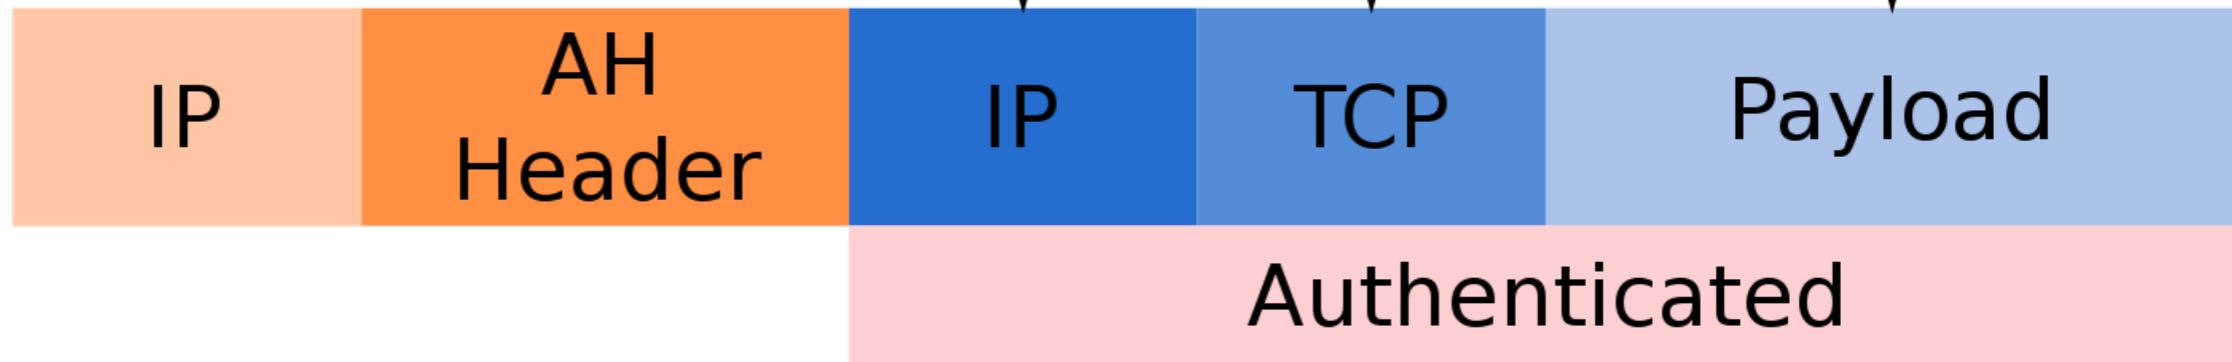 IP
AH
Header
IP
TCP
Payload
Authenticated